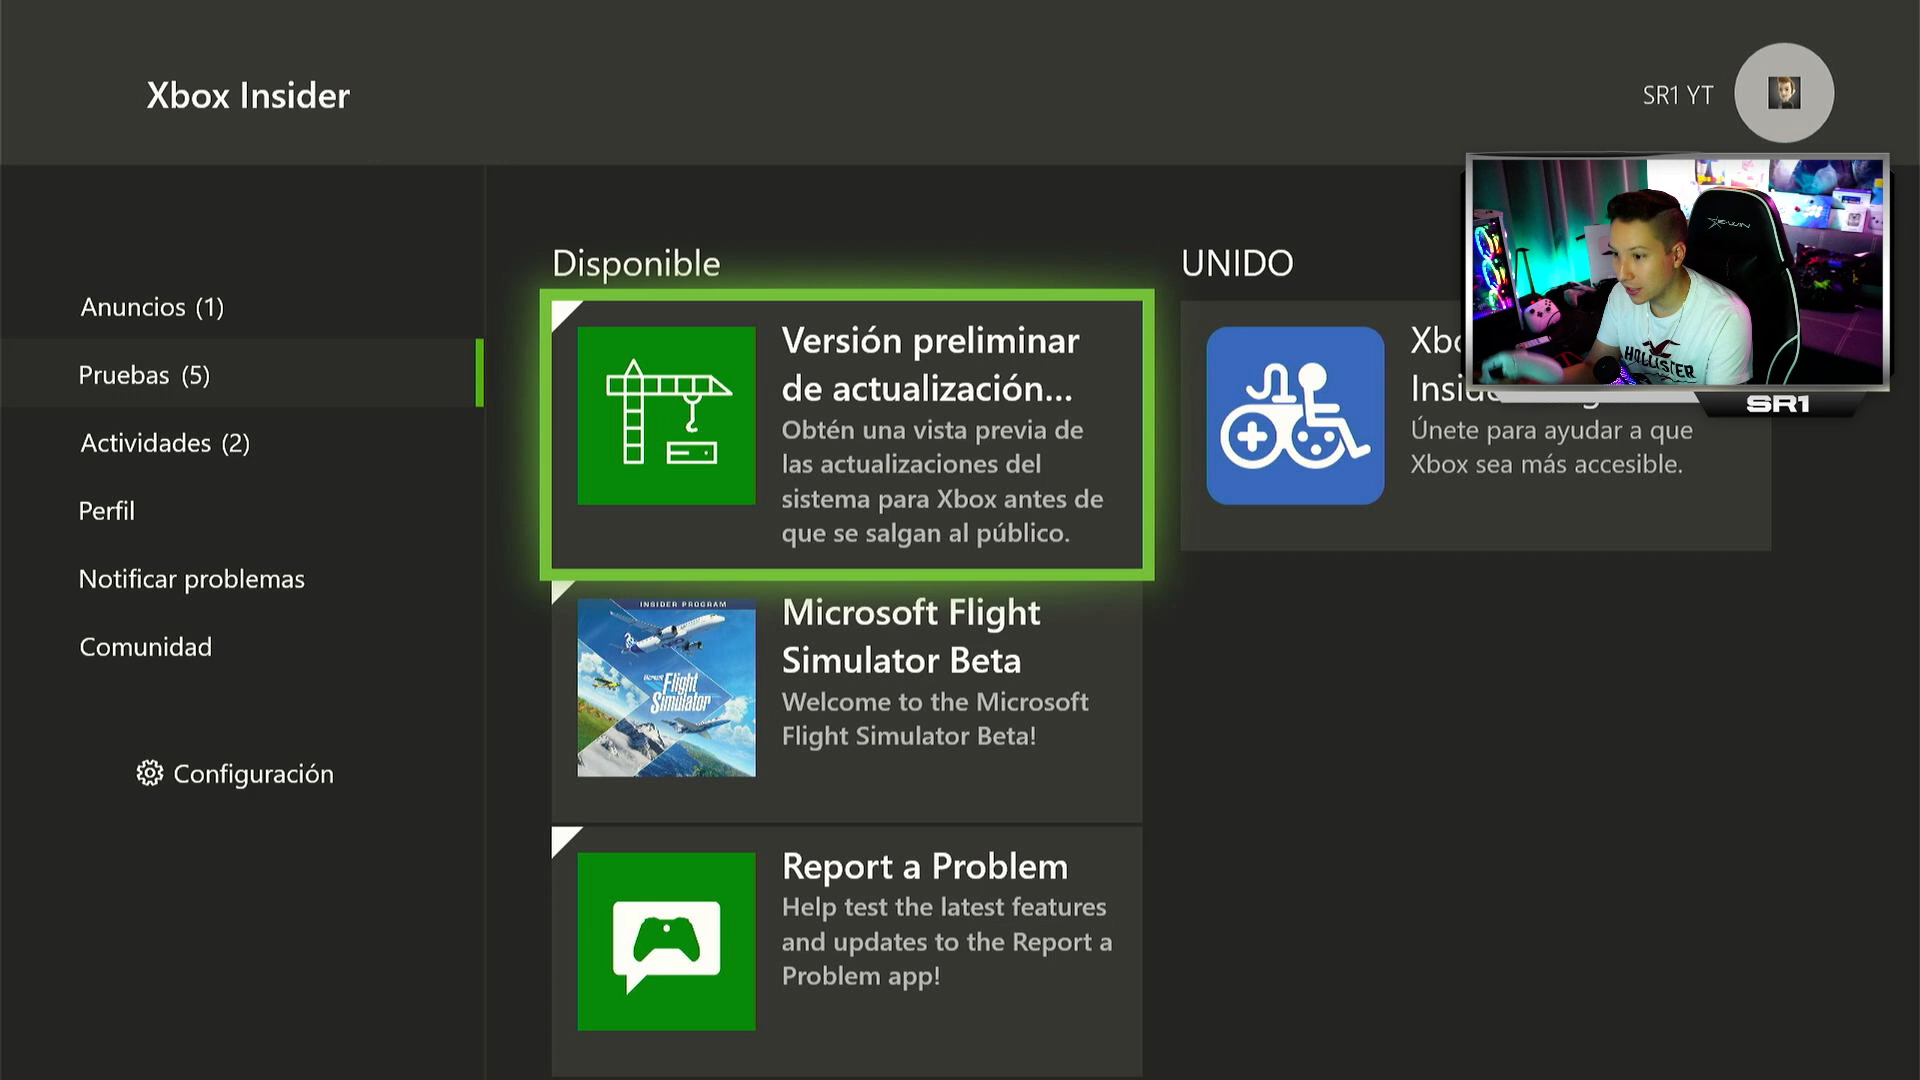 Xbox Insider
SR1 YT
Anuncios (1)
Pruebas (5)
Actividades (2)
Perfil
Notificar problemas
Comunidad
Configuración
Disponible
Versión preliminar
de actualización...
Obtén una vista previa de
las actualizaciones del
sistema para Xbox antes de
que se salgan al público.
INSIDER PROGRAM
Microsoft
Flight
Simulator
Microsoft Flight
Simulator Beta
Welcome to the Microsoft
Flight Simulator Beta!
Report a Problem
Help test the latest features
and updates to the Report a
Problem app!
UNIDO
Únete para ayudar a que
Xbox sea más accesible.
E-WIN
HOLLISTER
SR1